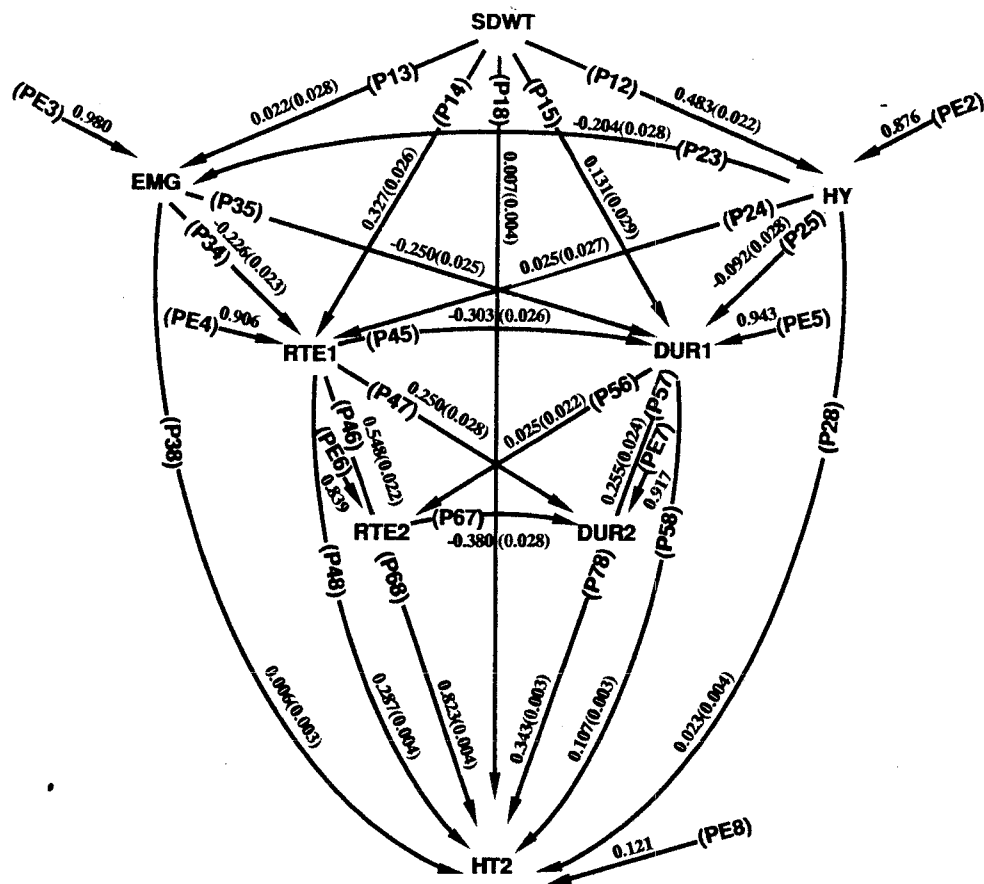 SDWT
(P13)
0.022(0.028)
(P14)
0.327(0.026)
(P18)
0.007(0.004)
(P15)
0.131(0.029)
(P12)
0.483(0.022)
(PE3) 0.980
0.876 (PE2)
-0.204(0.028)
(P23)
EMG
HY
(P35)
-0.250(0.025)
(P34)
-0.226(0.023)
(P24)
0.025(0.027)
(P25)
-0.092(0.028)
(PE4) 0.906
(P45)
-0.303(0.026)
0.943 (PE5)
RTE1
DUR1
(P47)
0.250(0.028)
(P56)
0.025(0.022)
(P46)
0.548(0.022)
(PE6)
0.839
(P57)
0.255(0.024)
(PE7)
0.917
(P38)
(P28)
RTE2
(P67)
-0.380(0.028)
DUR2
(P48)
(P68)
(P78)
(P58)
0.006(0.003)
0.287(0.004)
0.823(0.004)
0.343(0.003)
0.107(0.003)
0.023(0.004)
HT2
0.121 (PE8)